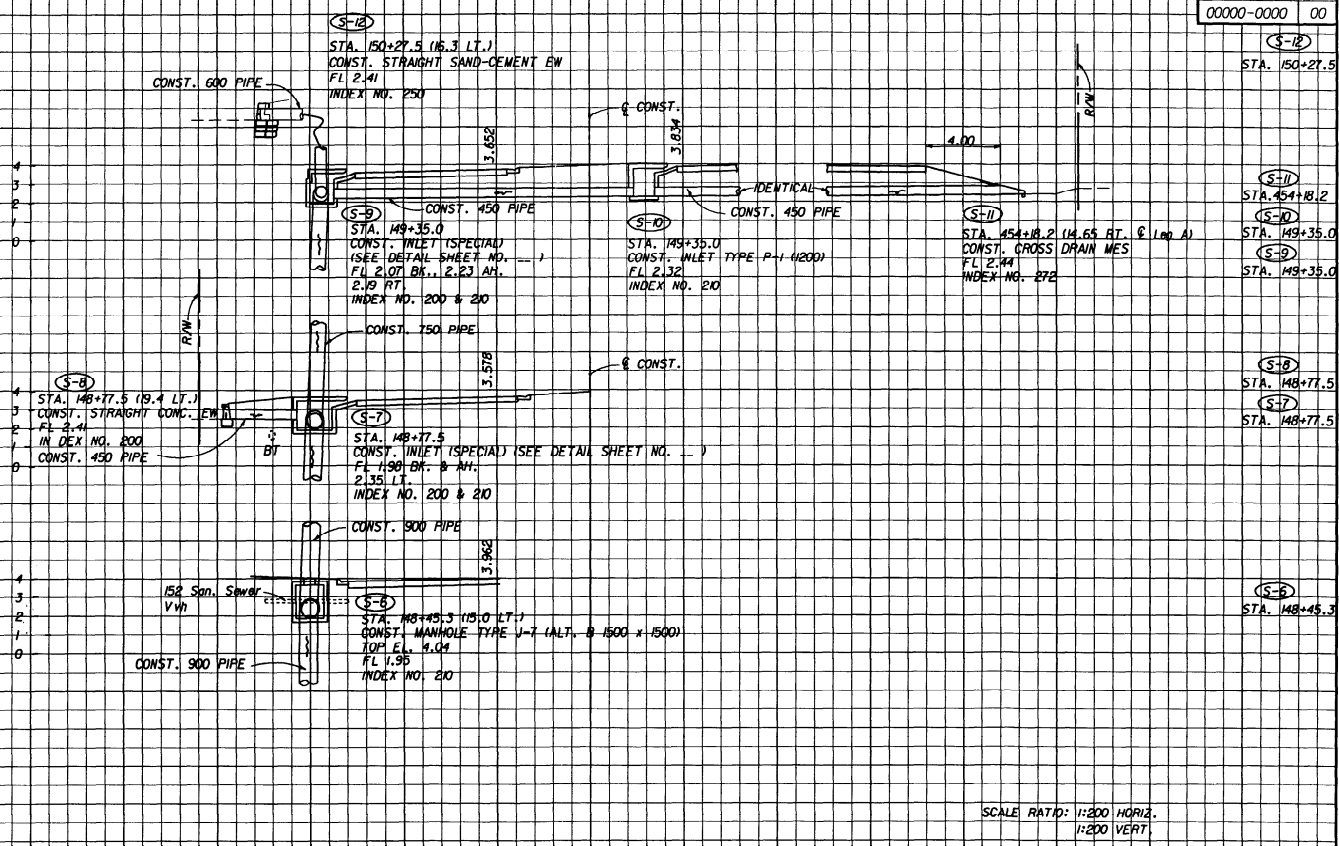 00000-0000 00
S-12
STA. 150+27.5 (16.3 LT.)
CONST. STRAIGHT SAND-CEMENT EW
FL 2.41
INDEX NO. 250
CONST. 600 PIPE
℄ CONST.
R/W
3.652
3.834
4.00
4
3
2
1
0
IDENTICAL
CONST. 450 PIPE
CONST. 450 PIPE
S-9
STA. 149+35.0
CONST. INLET (SPECIAL)
(SEE DETAIL SHEET NO. __ )
FL 2.07 BK., 2.23 AH.
2.19 RT.
INDEX NO. 200 & 210
S-10
STA. 149+35.0
CONST. INLET TYPE P-1 (1200)
FL 2.32
INDEX NO. 210
S-11
STA. 454+18.2 (14.65 RT. ℄ Leg A)
CONST. CROSS DRAIN MES
FL 2.44
INDEX NO. 272
S-12
STA. 150+27.5
S-11
STA.454+18.2
S-10
STA. 149+35.0
S-9
STA. 149+35.0
R/W
CONST. 750 PIPE
3.578
℄ CONST.
S-8
STA. 148+77.5 (19.4 LT.)
CONST. STRAIGHT CONC. EW
FL 2.41
IN DEX NO. 200
CONST. 450 PIPE
4
3
2
1
0
BT
S-7
STA. 148+77.5
CONST. INLET (SPECIAL) (SEE DETAIL SHEET NO. __ )
FL 1.98 BK. & AH.
2.35 LT.
INDEX NO. 200 & 210
S-8
STA. 148+77.5
S-7
STA. 148+77.5
CONST. 900 PIPE
3.962
4
3
2
1
0
152 San. Sewer
Vvh
S-6
STA. 148+45.3 (15.0 LT.)
CONST. MANHOLE TYPE J-7 (ALT. B 1500 x 1500)
TOP EL. 4.04
FL 1.95
INDEX NO. 210
CONST. 900 PIPE
S-6
STA. 148+45.3
SCALE RATIO: 1:200 HORIZ.
1:200 VERT.